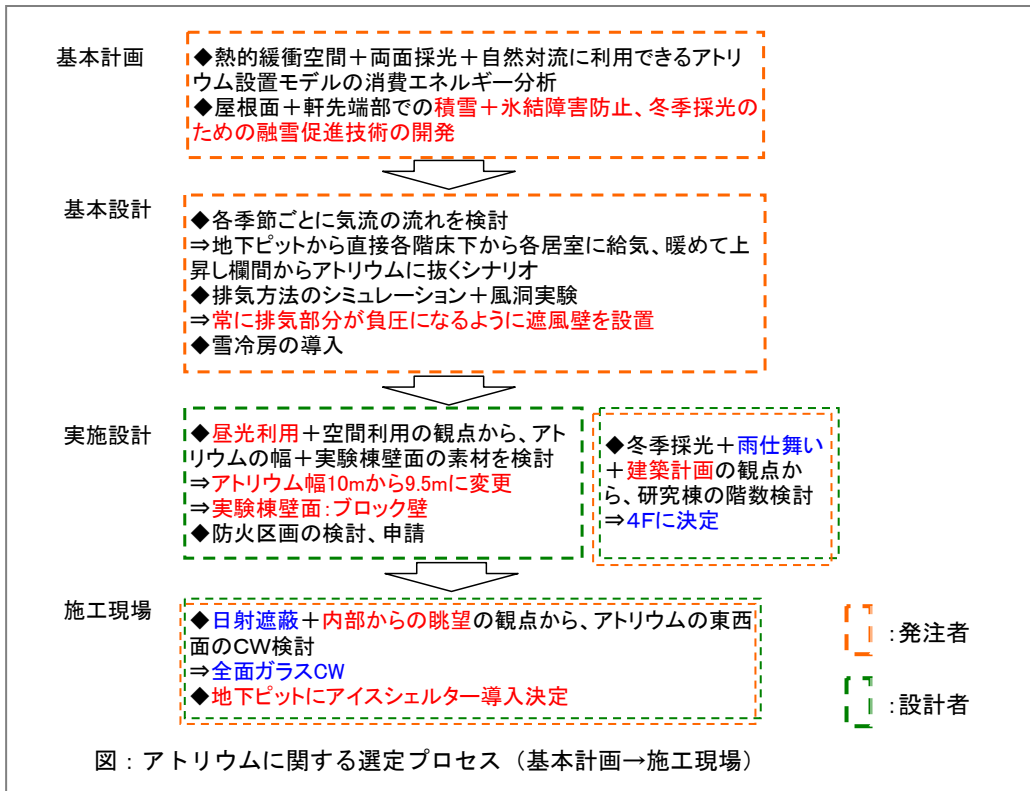 基本計画
◆熱的緩衝空間＋両面採光＋自然対流に利用できるアトリ
ウム設置モデルの消費エネルギー分析
◆屋根面＋軒先端部での積雪＋氷結障害防止、冬季採光の
ための融雪促進技術の開発
基本設計
◆各季節ごとに気流の流れを検討
⇒地下ピットから直接各階床下から各居室に給気、暖めて上
昇し欄間からアトリウムに抜くシナリオ
◆排気方法のシミュレーション＋風洞実験
⇒常に排気部分が負圧になるように遮風壁を設置
◆雪冷房の導入
実施設計
◆昼光利用＋空間利用の観点から、アト
リウムの幅＋実験棟壁面の素材を検討
⇒アトリウム幅10mから9.5mに変更
⇒実験棟壁面：ブロック壁
◆防火区画の検討、申請
◆冬季採光＋雨仕舞い
＋建築計画の観点か
ら、研究棟の階数検討
⇒4Fに決定
施工現場
◆日射遮蔽＋内部からの眺望の観点から、アトリウムの東西
面のCW検討
⇒全面ガラスCW
◆地下ピットにアイスシェルター導入決定
：発注者
：設計者
図：アトリウムに関する選定プロセス（基本計画→施工現場）